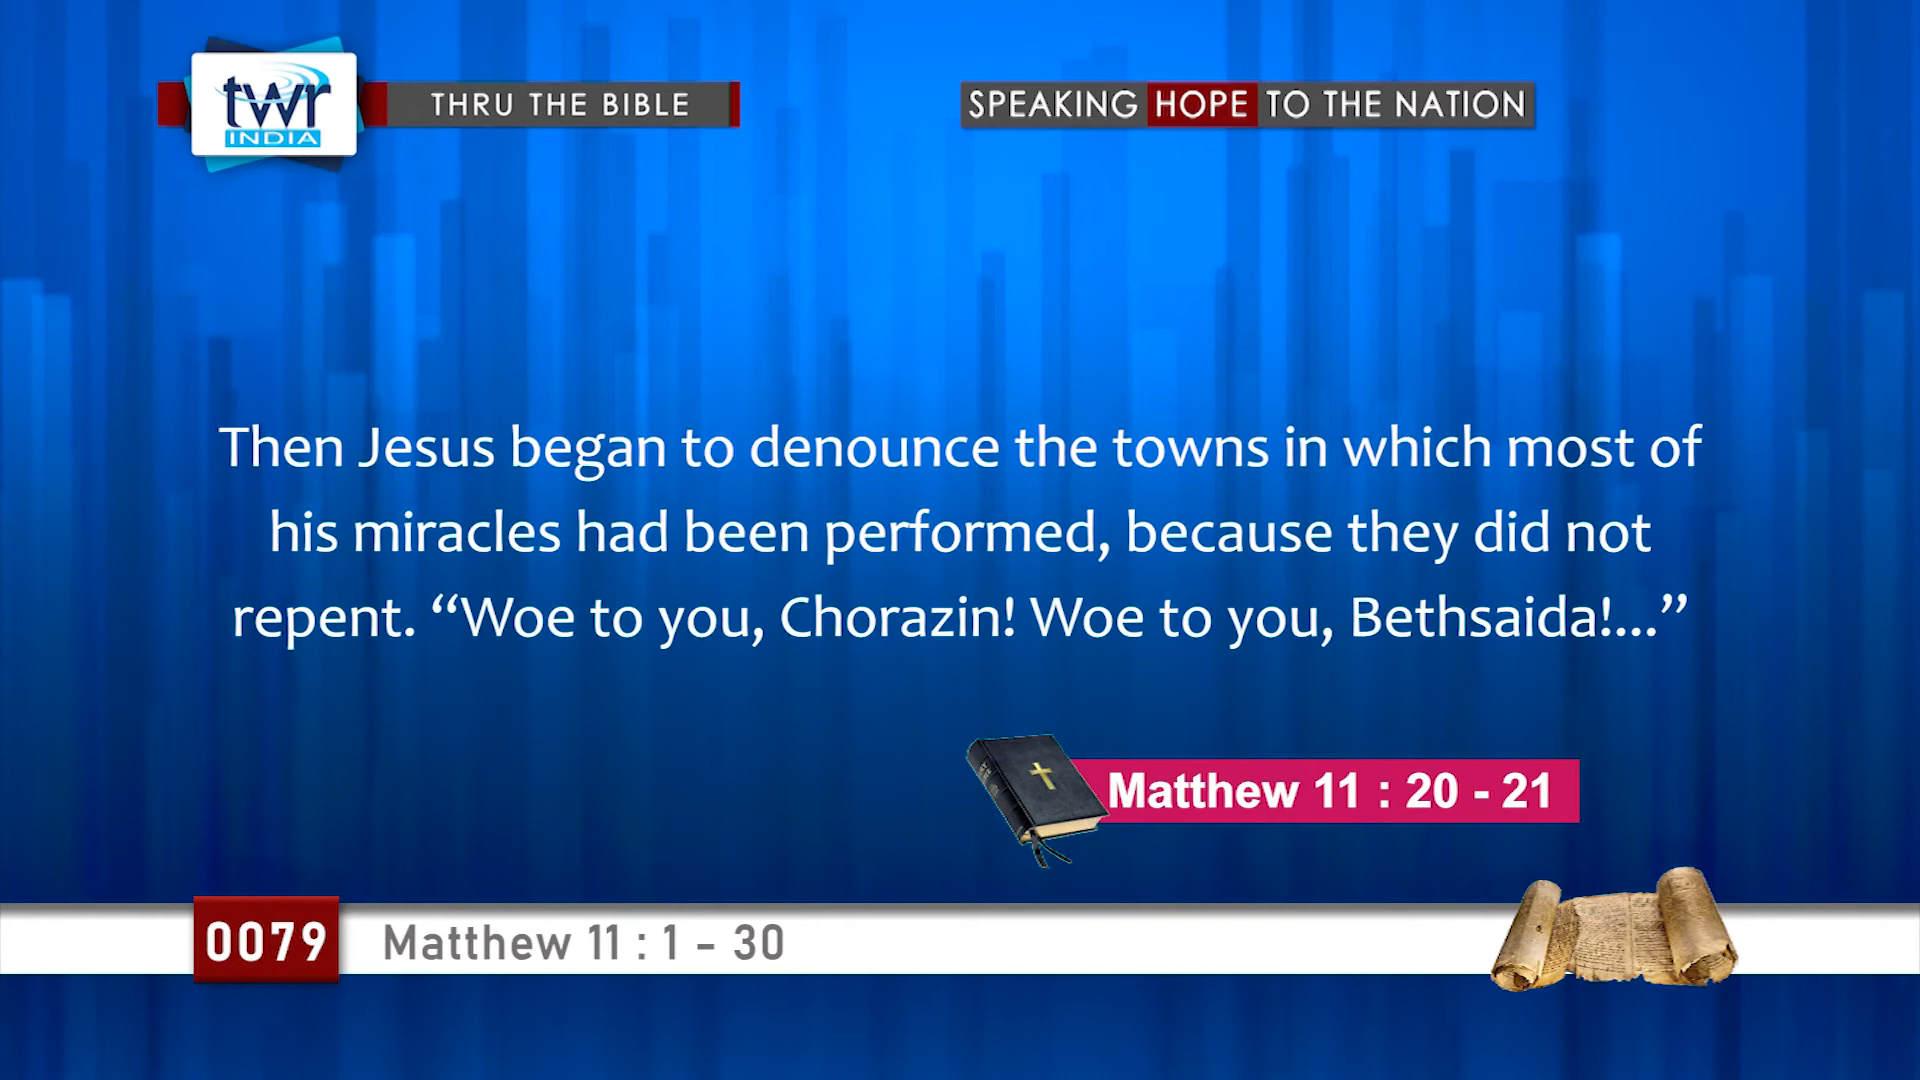 twr
INDIA
THRU THE BIBLE
SPEAKING HOPE TO THE NATION
Then Jesus began to denounce the towns in which most of
his miracles had been performed, because they did not
repent. “Woe to you, Chorazin! Woe to you, Bethsaida!...”
Matthew 11 : 20 - 21
0079
Matthew 11 : 1 - 30